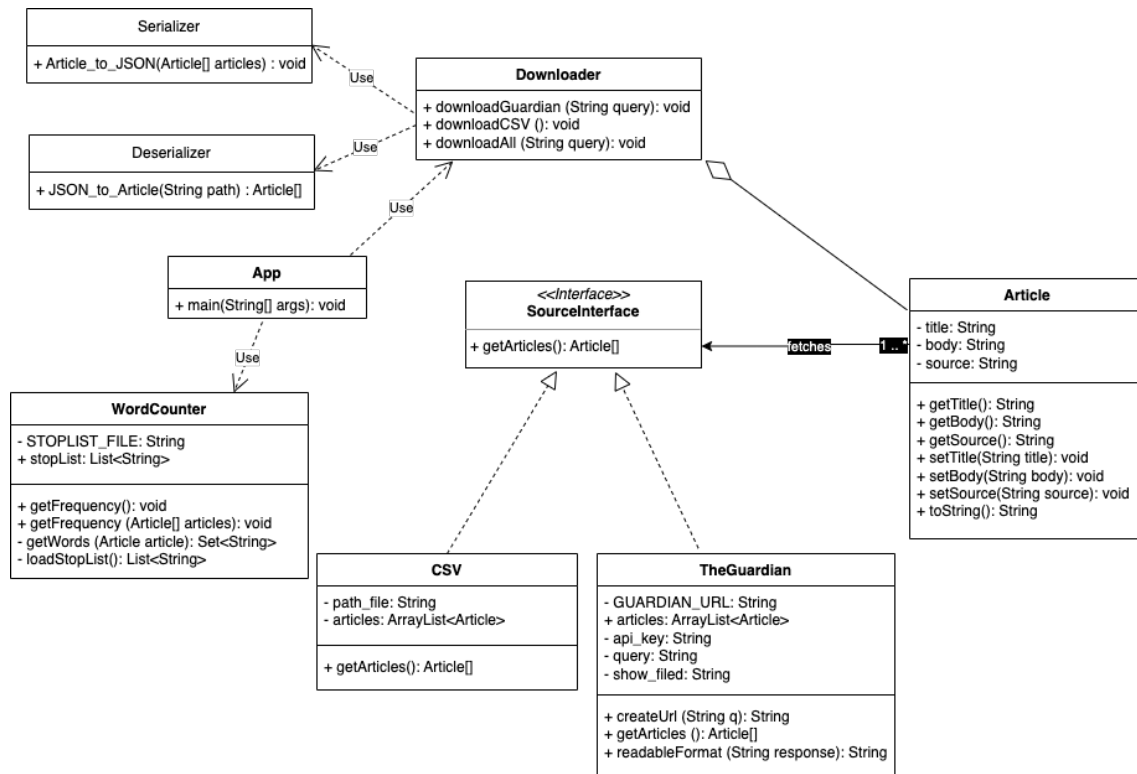 Serializer
+ Article_to_JSON(Article[] articles) : void
Use
Downloader
+ downloadGuardian (String query): void
+ downloadCSV (): void
+ downloadAll (String query): void
Deserializer
+ JSON_to_Article(String path) : Article[]
Use
Use
App
+ main(String[] args): void
Use
<<Interface>>
SourceInterface
+ getArticles(): Article[]
fetches
1 .. *
Article
- title: String
- body: String
- source: String
+ getTitle(): String
+ getBody(): String
+ getSource(): String
+ setTitle(String title): void
+ setBody(String body): void
+ setSource(String source): void
+ toString(): String
WordCounter
- STOPLIST_FILE: String
+ stopList: List<String>
+ getFrequency(): void
+ getFrequency (Article[] articles): void
- getWords (Article article): Set<String>
- loadStopList(): List<String>
CSV
- path_file: String
- articles: ArrayList<Article>
+ getArticles(): Article[]
TheGuardian
- GUARDIAN_URL: String
+ articles: ArrayList<Article>
- api_key: String
- query: String
- show_filed: String
+ createUrl (String q): String
+ getArticles (): Article[]
+ readableFormat (String response): String